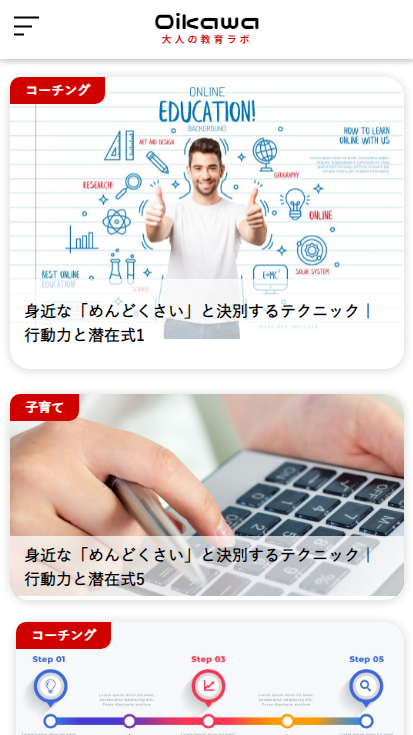 Oikawa
大人の教育ラボ
コーチング
ONLINE
EDUCATION!
BACKGROUND
HOW TO LEARN
ONLINE WITH US
ART AND DESIGN
GEOGRAPHY
RESEARCH
ONLINE
BEST ONLINE
EDUCATION
SCIENCE
E=MC²
SOLAR SYSTEM
IMAGE NOT INCLUDED
身近な「めんどくさい」と決別するテクニック｜
行動力と潜在式1
子育て
身近な「めんどくさい」と決別するテクニック｜
行動力と潜在式5
コーチング
Step 01
Step 03
Step 05